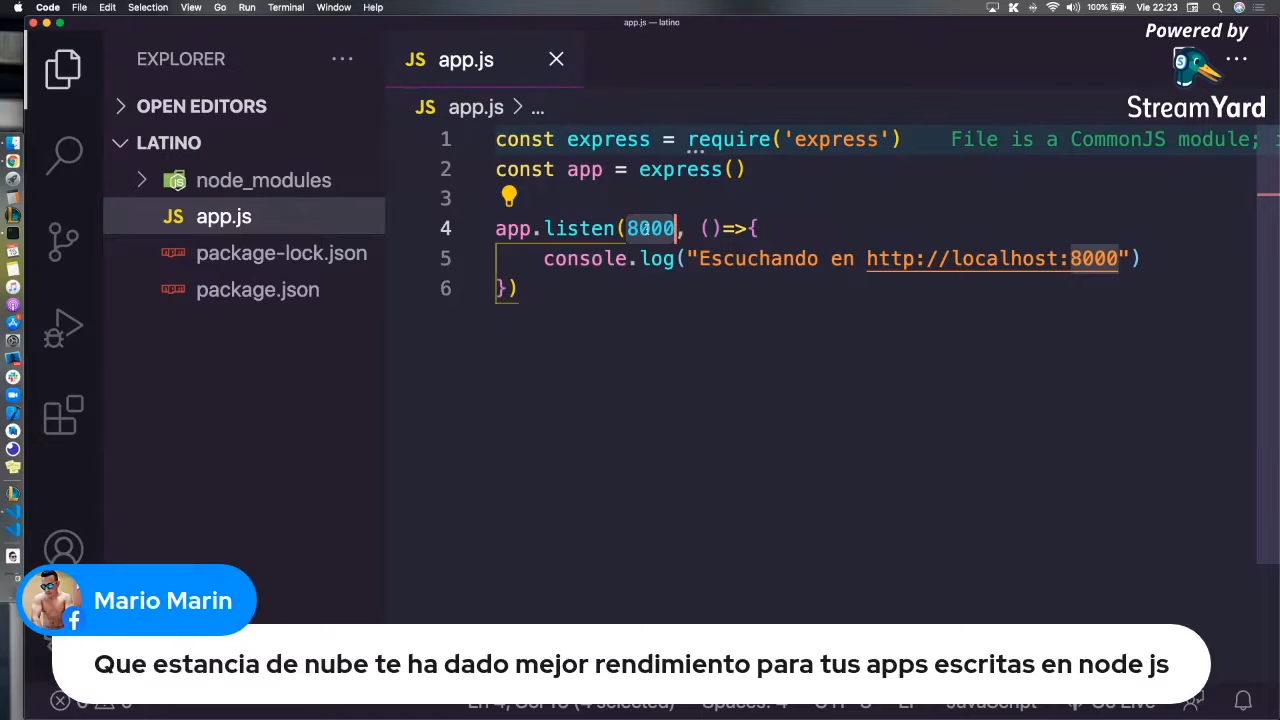 Code File Edit Selection View Go Run Terminal Window Help 100% Vie 22:23
app.js — latino
Powered by
StreamYard
EXPLORER
OPEN EDITORS
LATINO
node_modules
app.js
package-lock.json
package.json
app.js
app.js > ...
1 const express = require('express') File is a CommonJS module;
2 const app = express()
3
4 app.listen(8000, ()=>{
5 console.log("Escuchando en http://localhost:8000")
6 })
Mario Marin
Que estancia de nube te ha dado mejor rendimiento para tus apps escritas en node js